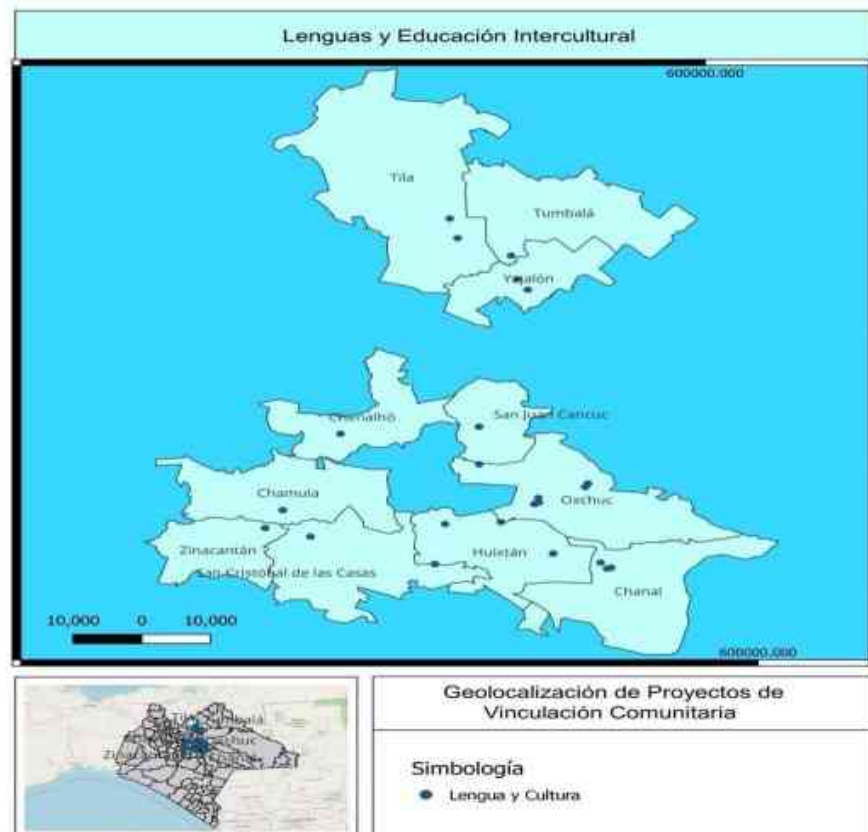 Lenguas y Educación Intercultural
600000.000
Tila
Tumbalá
Yajalón
Chenalhó
San Juan Cancuc
Oxchuc
Chamula
Zinacantán
Huixtán
San Cristóbal de las Casas
Chanal
10,000 0 10,000
600000.000
Tila Tumbalá
Geolocalización de Proyectos de
Vinculación Comunitaria
Simbología
Lengua y Cultura